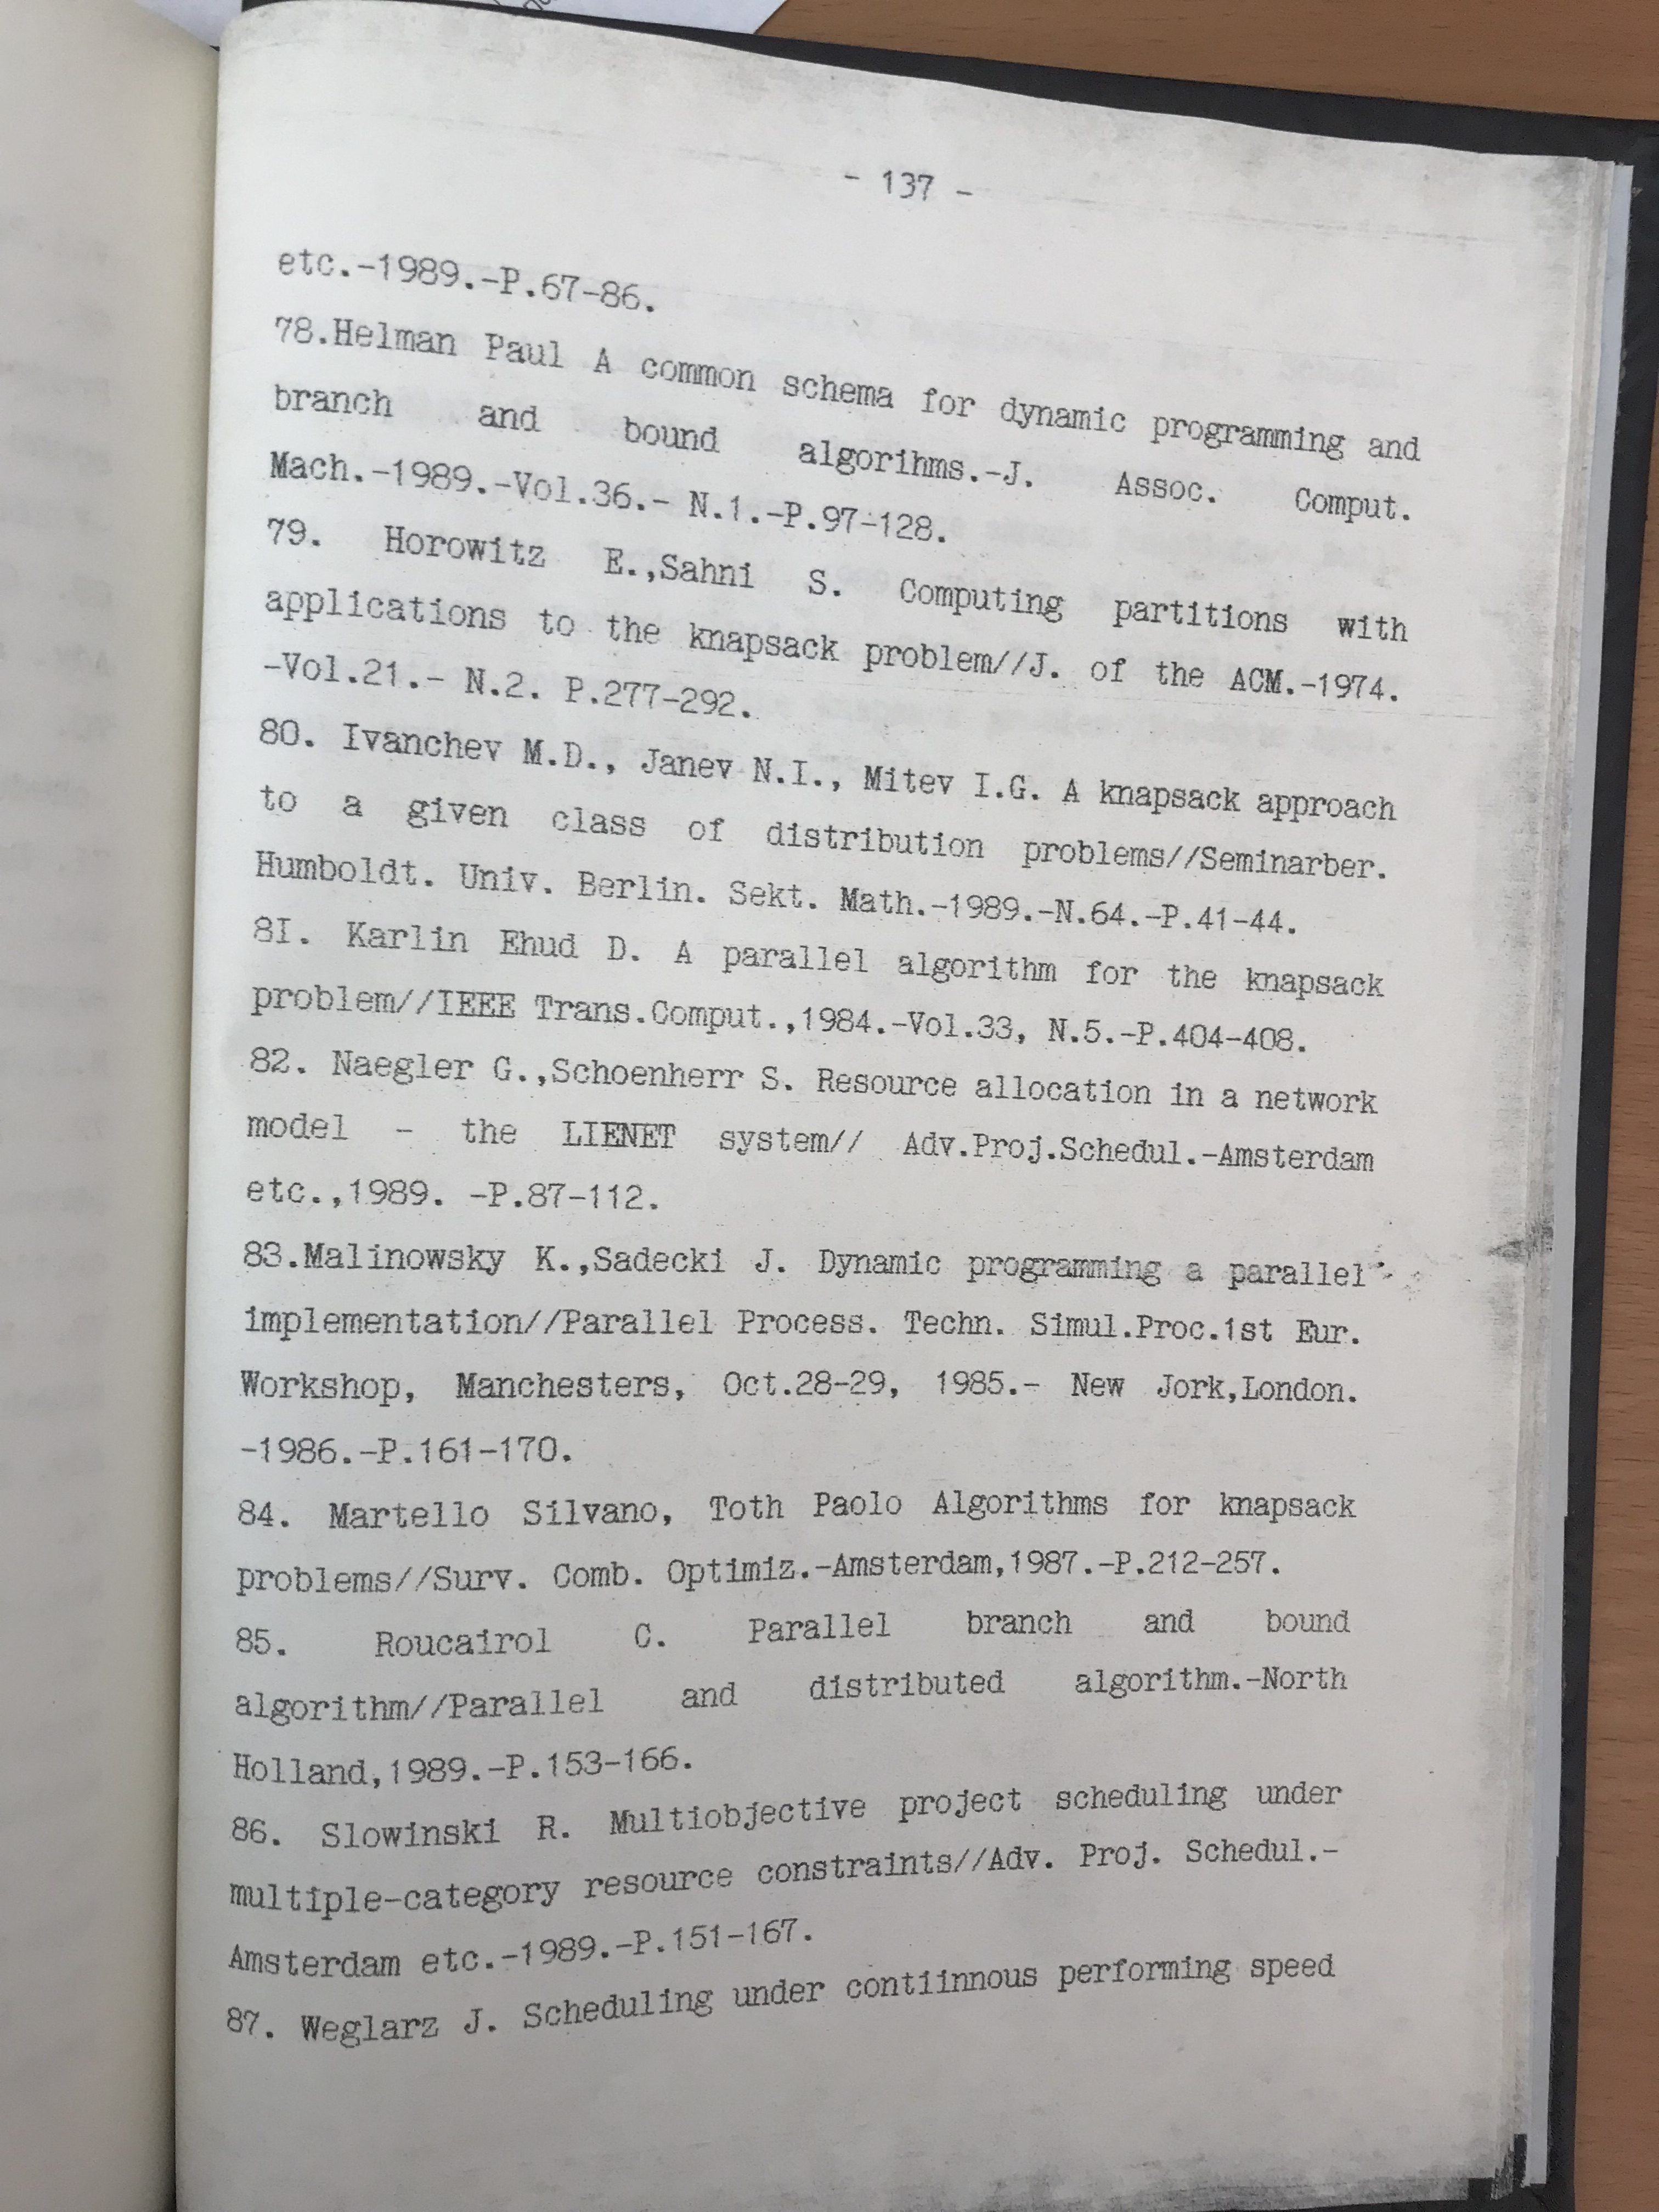 - 137 -
etc.-1989.-P.67-86.
78.Helman Paul A common schema for dynamic programming and
branch and bound algorihms.-J. Assoc. Comput.
Mach.-1989.-Vol.36.- N.1.-P.97-128.
79. Horowitz E.,Sahni S. Computing partitions with
applications to the knapsack problem//J. of the ACM.-1974.
-Vol.21.- N.2. P.277-292.
80. Ivanchev M.D., Janev N.I., Mitev I.G. A knapsack approach
to a given class of distribution problems//Seminarber.
Humboldt. Univ. Berlin. Sekt. Math.-1989.-N.64.-P.41-44.
8I. Karlin Ehud D. A parallel algorithm for the knapsack
problem//IEEE Trans.Comput.,1984.-Vol.33, N.5.-P.404-408.
82. Naegler G.,Schoenherr S. Resource allocation in a network
model - the LIENET system// Adv.Proj.Schedul.-Amsterdam
etc.,1989. -P.87-112.
83.Malinowsky K.,Sadecki J. Dynamic programming a parallel
implementation//Parallel Process. Techn. Simul.Proc.1st Eur.
Workshop, Manchesters, Oct.28-29, 1985.- New Jork,London.
-1986.-P.161-170.
84. Martello Silvano, Toth Paolo Algorithms for knapsack
problems//Surv. Comb. Optimiz.-Amsterdam,1987.-P.212-257.
85. Roucairol C. Parallel branch and bound
algorithm//Parallel and distributed algorithm.-North
Holland,1989.-P.153-166.
86. Slowinski R. Multiobjective project scheduling under
multiple-category resource constraints//Adv. Proj. Schedul.-
Amsterdam etc.-1989.-P.151-167.
87. Weglarz J. Scheduling under contiinnous performing speed